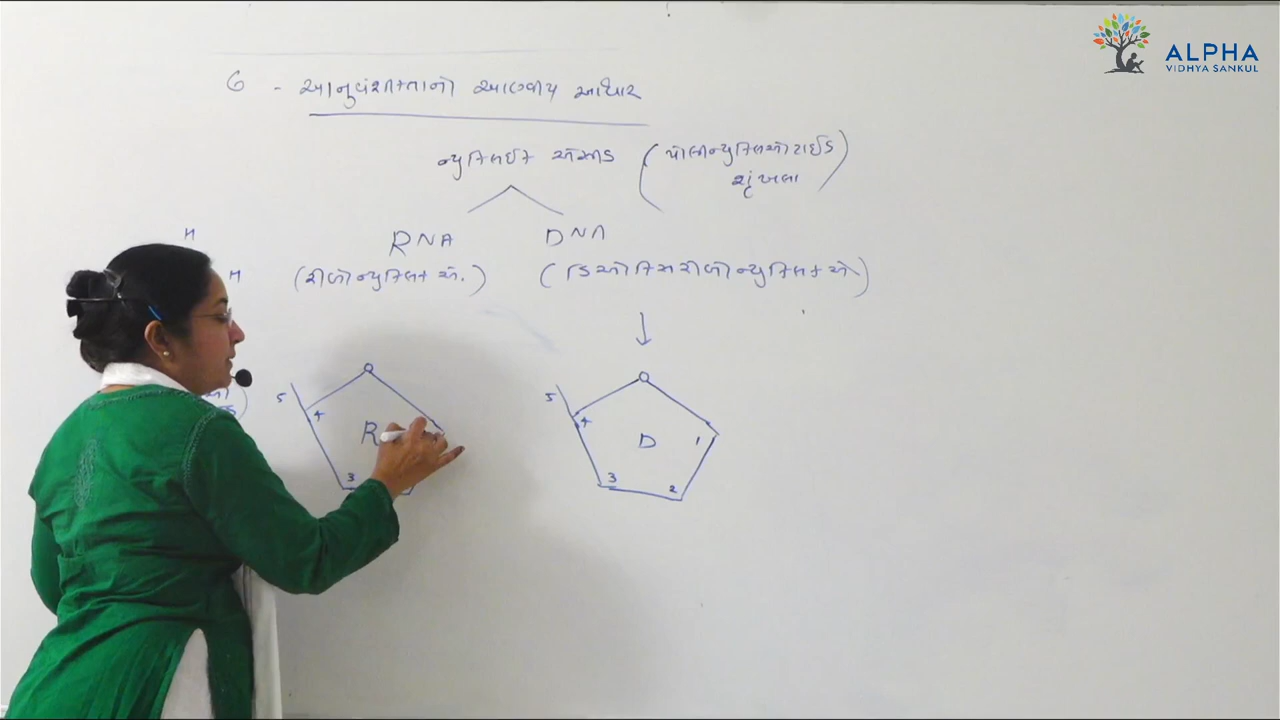 ALPHA
VIDHYA SANKUL
૬ - આનુવંશીકતાનો આણ્વીય આધાર
ન્યુક્લિઈક એસીડ (પોલીન્યુક્લિઓટાઈડ
શૃંખલા)
RNA DNA
H
H
(રીબોન્યુક્લિક એ.) (ડિઓક્સિરીબોન્યુક્લિક એ)
5 4 R 3
5 4 D 1 3 2